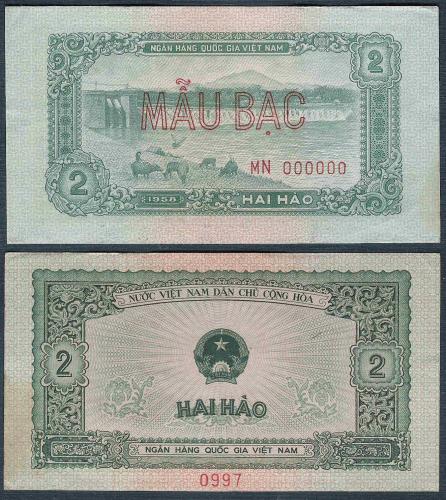 NGÂN HÀNG QUỐC GIA VIỆT NAM
2
MẪU BẠC
MN 000000
2
1958
HAI HÀO
NƯỚC VIỆT NAM DÂN CHỦ CỘNG HÒA
2
2
HAI HÀO
NGÂN HÀNG QUỐC GIA VIỆT NAM
0997